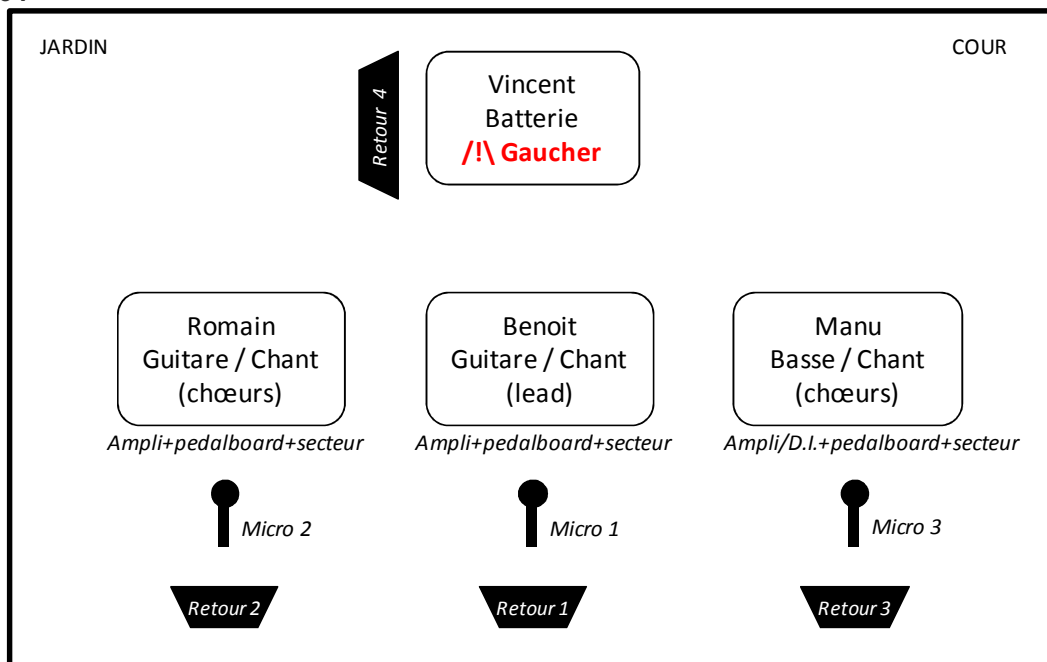 JARDIN
COUR
Retour 4
Vincent
Batterie
/!\ Gaucher
Romain
Guitare / Chant
(chœurs)
Benoit
Guitare / Chant
(lead)
Manu
Basse / Chant
(chœurs)
Ampli+pedalboard+secteur
Ampli+pedalboard+secteur
Ampli/D.I.+pedalboard+secteur
Micro 2
Micro 1
Micro 3
Retour 2
Retour 1
Retour 3